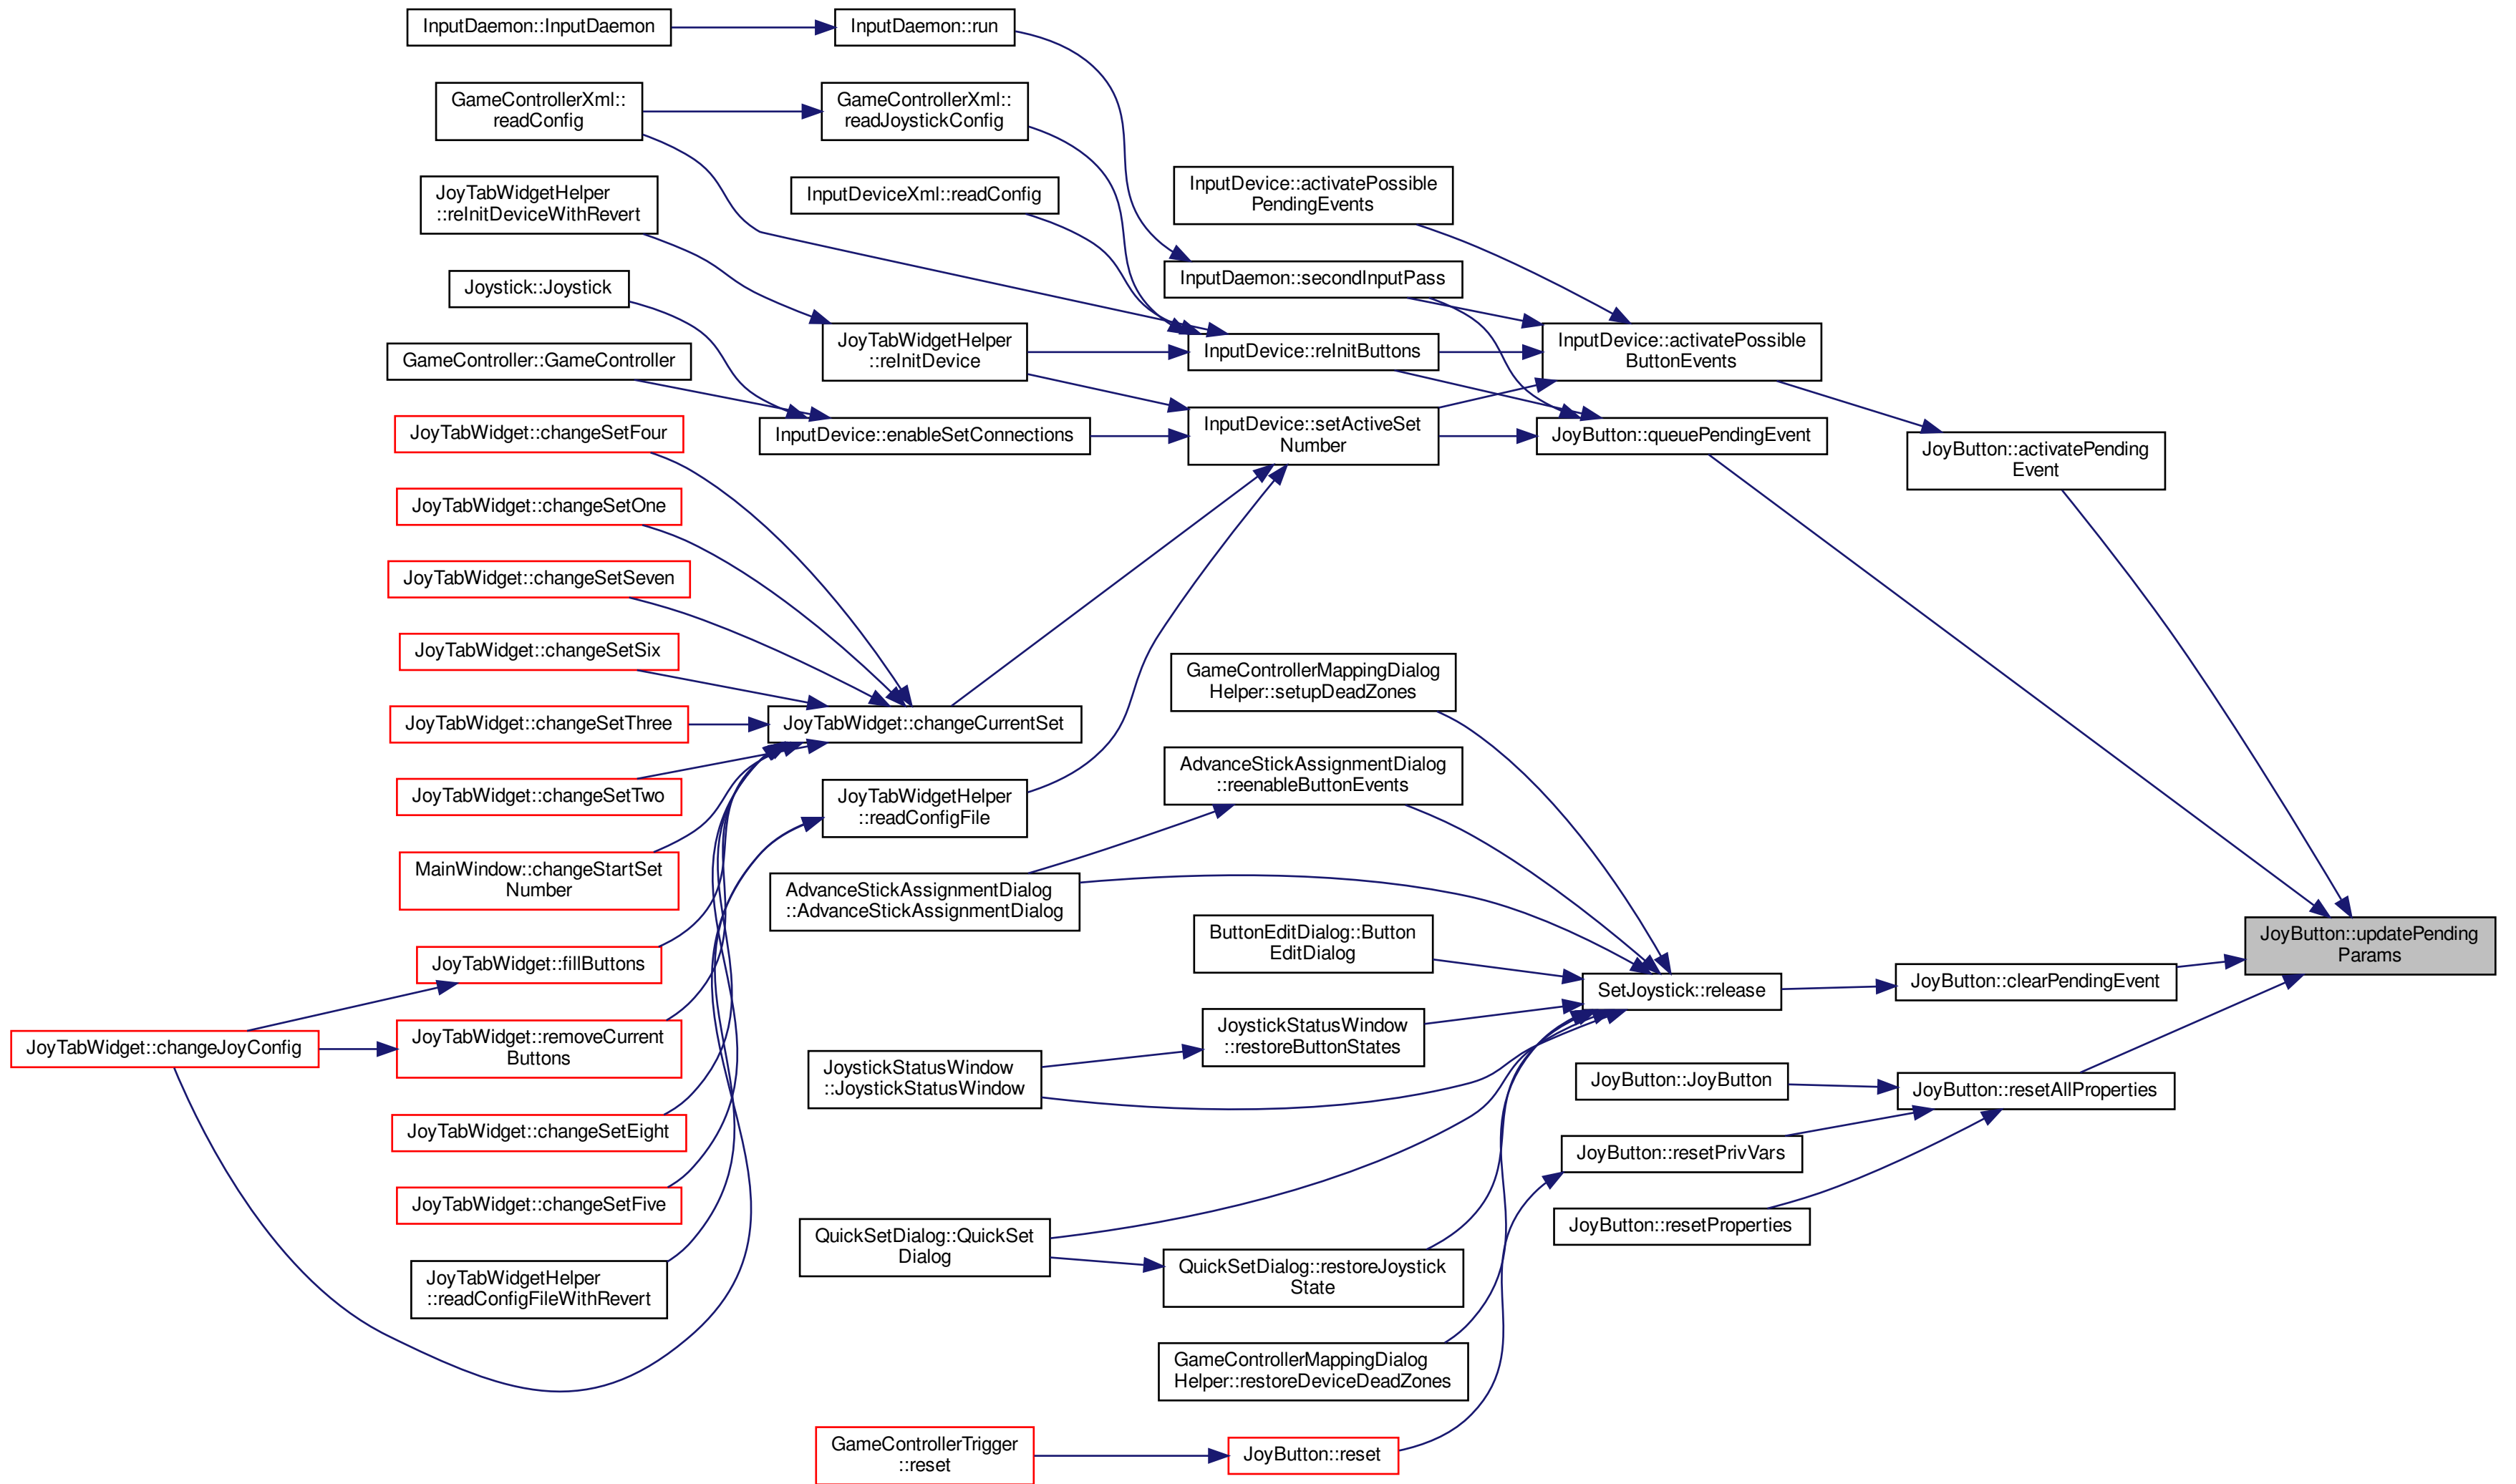 InputDaemon::InputDaemon
InputDaemon::run
GameControllerXml::
readConfig
GameControllerXml::
readJoystickConfig
JoyTabWidgetHelper
::reInitDeviceWithRevert
InputDeviceXml::readConfig
InputDevice::activatePossible
PendingEvents
Joystick::Joystick
InputDaemon::secondInputPass
GameController::GameController
JoyTabWidgetHelper
::reInitDevice
InputDevice::reInitButtons
InputDevice::activatePossible
ButtonEvents
JoyTabWidget::changeSetFour
InputDevice::enableSetConnections
InputDevice::setActiveSet
Number
JoyButton::queuePendingEvent
JoyButton::activatePending
Event
JoyTabWidget::changeSetOne
JoyTabWidget::changeSetSeven
JoyTabWidget::changeSetSix
GameControllerMappingDialog
Helper::setupDeadZones
JoyTabWidget::changeSetThree
JoyTabWidget::changeCurrentSet
JoyTabWidget::changeSetTwo
JoyTabWidgetHelper
::readConfigFile
AdvanceStickAssignmentDialog
::reenableButtonEvents
MainWindow::changeStartSet
Number
AdvanceStickAssignmentDialog
::AdvanceStickAssignmentDialog
ButtonEditDialog::Button
EditDialog
JoyButton::updatePending
Params
JoyTabWidget::fillButtons
SetJoystick::release
JoyButton::clearPendingEvent
JoyTabWidget::changeJoyConfig
JoyTabWidget::removeCurrent
Buttons
JoystickStatusWindow
::JoystickStatusWindow
JoystickStatusWindow
::restoreButtonStates
JoyButton::JoyButton
JoyButton::resetAllProperties
JoyTabWidget::changeSetEight
JoyButton::resetPrivVars
JoyTabWidget::changeSetFive
JoyButton::resetProperties
QuickSetDialog::QuickSet
Dialog
QuickSetDialog::restoreJoystick
State
JoyTabWidgetHelper
::readConfigFileWithRevert
GameControllerMappingDialog
Helper::restoreDeviceDeadZones
GameControllerTrigger
::reset
JoyButton::reset